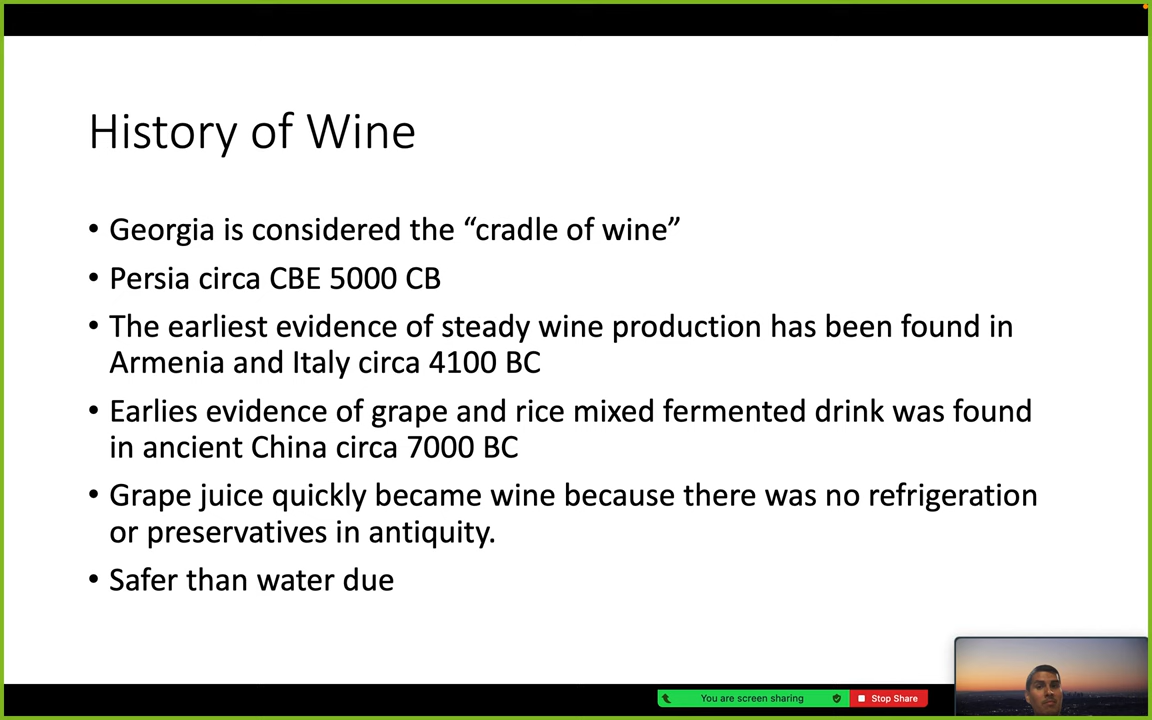 History of Wine
• Georgia is considered the “cradle of wine”
• Persia circa CBE 5000 CB
• The earliest evidence of steady wine production has been found in
Armenia and Italy circa 4100 BC
• Earlies evidence of grape and rice mixed fermented drink was found
in ancient China circa 7000 BC
• Grape juice quickly became wine because there was no refrigeration
or preservatives in antiquity.
• Safer than water due
You are screen sharing
Stop Share